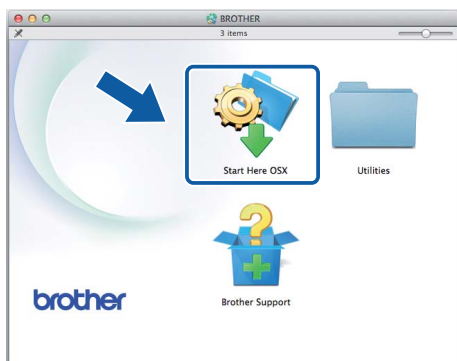 BROTHER
3 items
Start Here OSX
Utilities
Brother Support
brother